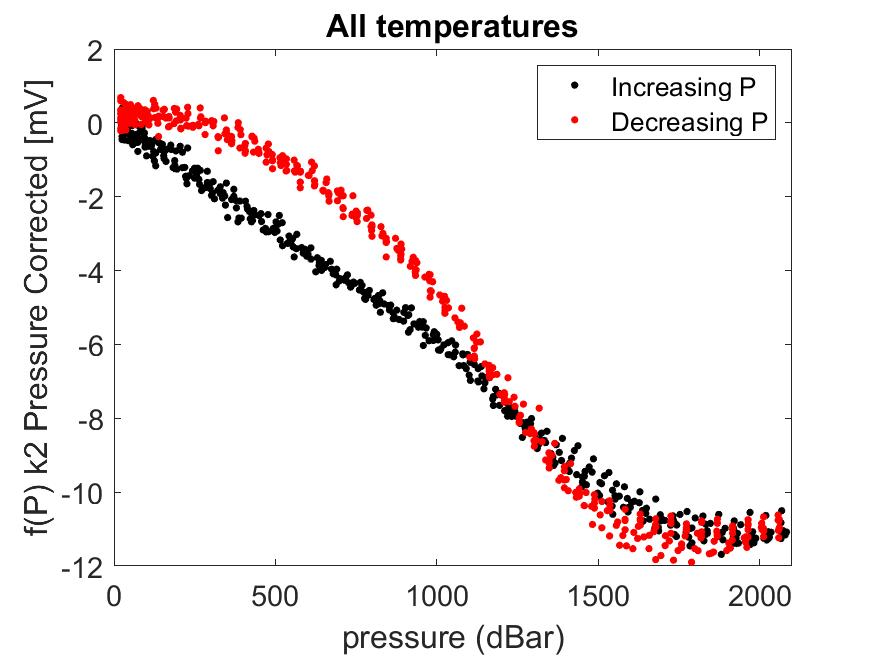 All temperatures
2
0
-2
-4
-6
-8
-10
-12
f(P) k2 Pressure Corrected [mV]
Increasing P
Decreasing P
0 500 1000 1500 2000
pressure (dBar)